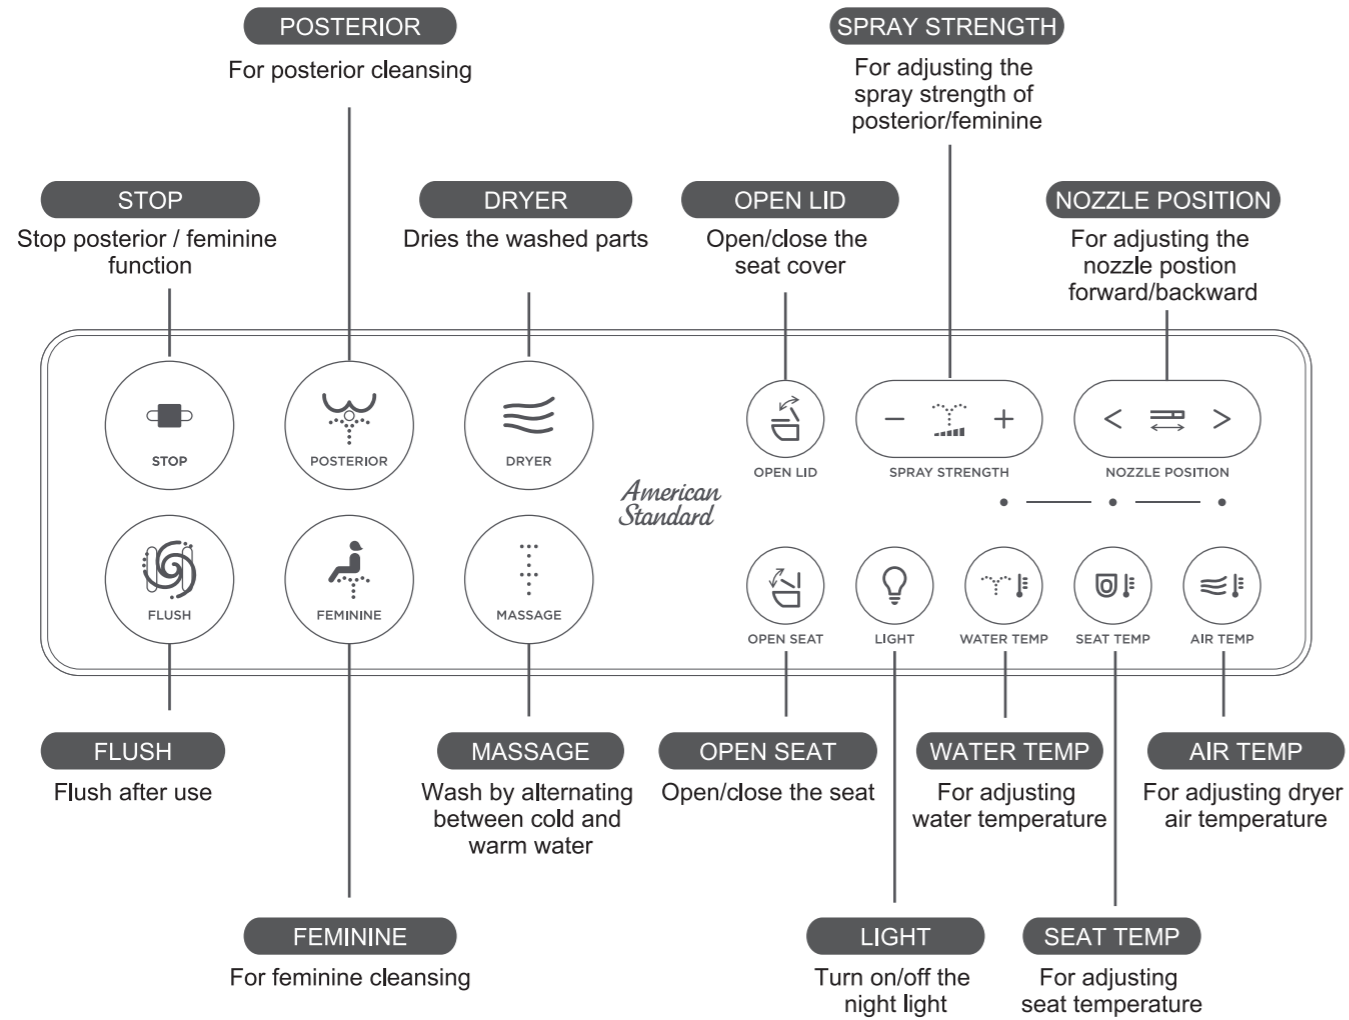 POSTERIOR
For posterior cleansing
SPRAY STRENGTH
For adjusting the
spray strength of
posterior/feminine
STOP
Stop posterior / feminine
function
DRYER
Dries the washed parts
OPEN LID
Open/close the
seat cover
NOZZLE POSITION
For adjusting the
nozzle postion
forward/backward
STOP
POSTERIOR
DRYER
OPEN LID
− +
SPRAY STRENGTH
< >
NOZZLE POSITION
American
Standard
FLUSH
FEMININE
MASSAGE
OPEN SEAT
LIGHT
WATER TEMP
SEAT TEMP
AIR TEMP
FLUSH
Flush after use
MASSAGE
Wash by alternating
between cold and
warm water
OPEN SEAT
Open/close the seat
WATER TEMP
For adjusting
water temperature
AIR TEMP
For adjusting dryer
air temperature
FEMININE
For feminine cleansing
LIGHT
Turn on/off the
night light
SEAT TEMP
For adjusting
seat temperature